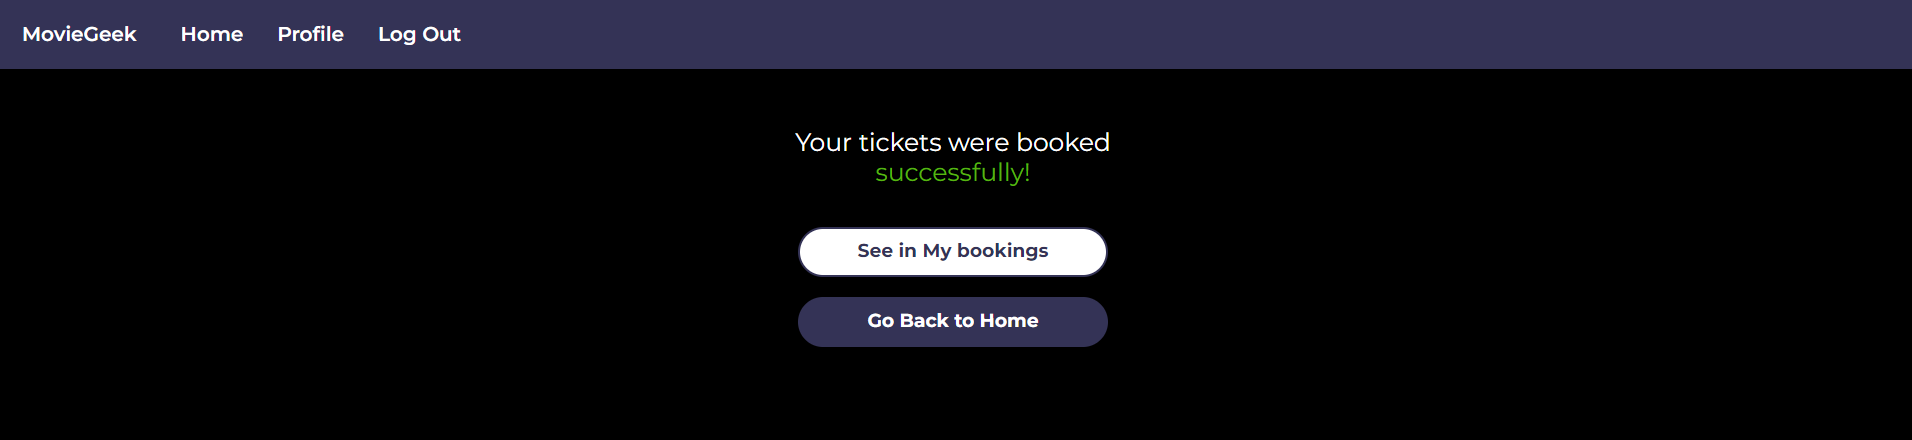 MovieGeek Home Profile Log Out
Your tickets were booked
successfully!
See in My bookings
Go Back to Home